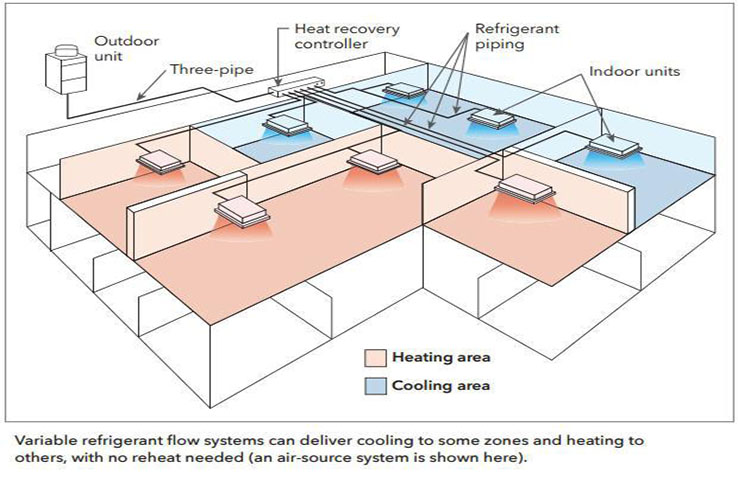 Outdoor
unit
Heat recovery
controller
Refrigerant
piping
Three-pipe
Indoor units
Heating area
Cooling area
Variable refrigerant flow systems can deliver cooling to some zones and heating to
others, with no reheat needed (an air-source system is shown here).